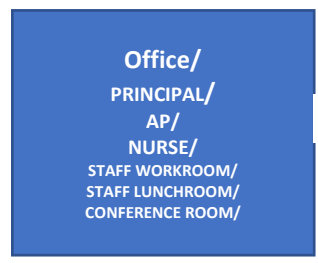 Office/
PRINCIPAL/
AP/
NURSE/
STAFF WORKROOM/
STAFF LUNCHROOM/
CONFERENCE ROOM/